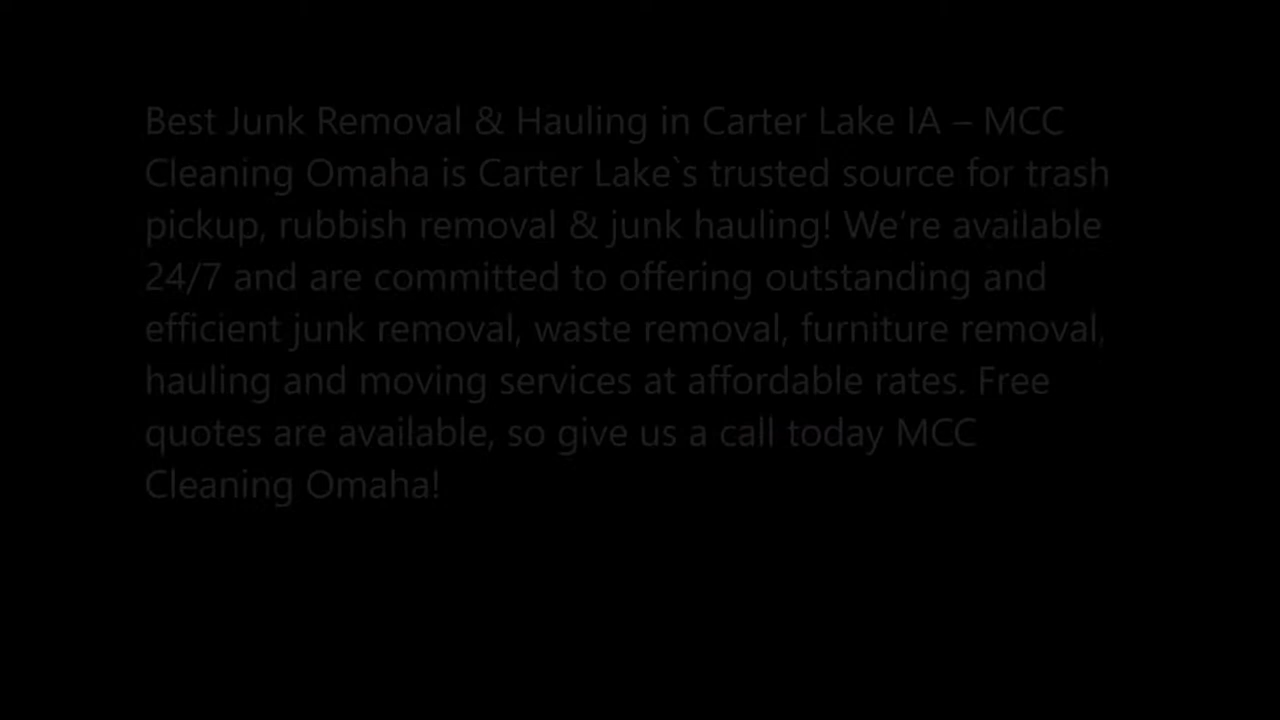 Best Junk Removal & Hauling in Carter Lake IA – MCC
Cleaning Omaha is Carter Lake`s trusted source for trash
pickup, rubbish removal & junk hauling! We’re available
24/7 and are committed to offering outstanding and
efficient junk removal, waste removal, furniture removal,
hauling and moving services at affordable rates. Free
quotes are available, so give us a call today MCC
Cleaning Omaha!